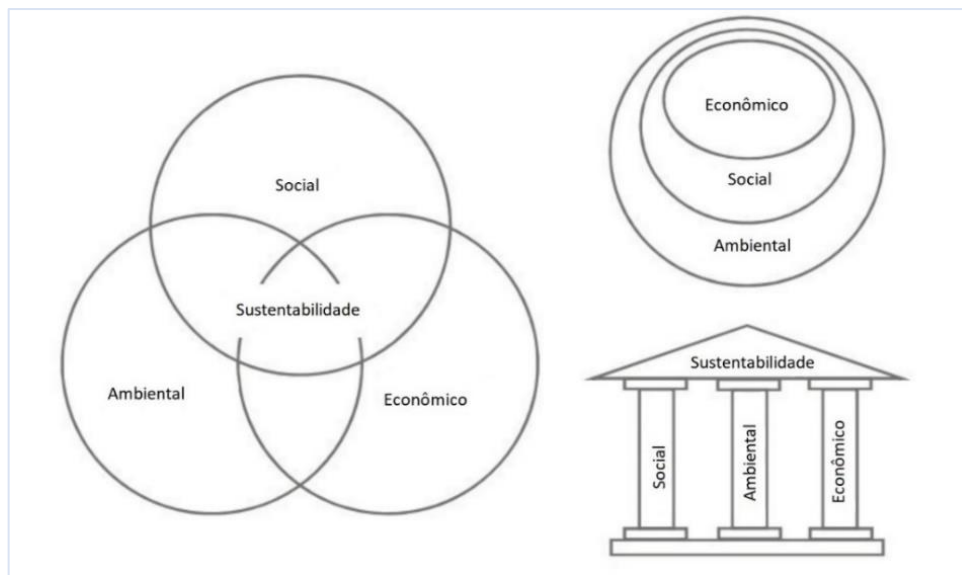 Social
Sustentabilidade
Ambiental
Econômico
Econômico
Social
Ambiental
Sustentabilidade
Social
Ambiental
Econômico